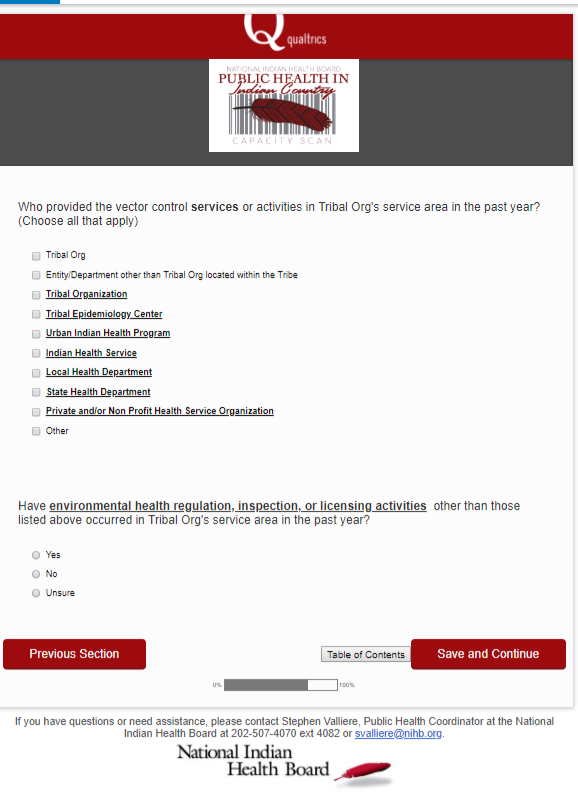 qualtrics
NATIONAL INDIAN HEALTH BOARD
PUBLIC HEALTH IN
Indian Country
CAPACITY SCAN
Who provided the vector control services or activities in Tribal Org's service area in the past year?
(Choose all that apply)
Tribal Org
Entity/Department other than Tribal Org located within the Tribe
Tribal Organization
Tribal Epidemiology Center
Urban Indian Health Program
Indian Health Service
Local Health Department
State Health Department
Private and/or Non Profit Health Service Organization
Other
Have environmental health regulation, inspection, or licensing activities other than those
listed above occurred in Tribal Org's service area in the past year?
Yes
No
Unsure
Previous Section
Table of Contents
Save and Continue
0% 100%
If you have questions or need assistance, please contact Stephen Valliere, Public Health Coordinator at the National
Indian Health Board at 202-507-4070 ext 4082 or svalliere@nihb.org.
National Indian
Health Board